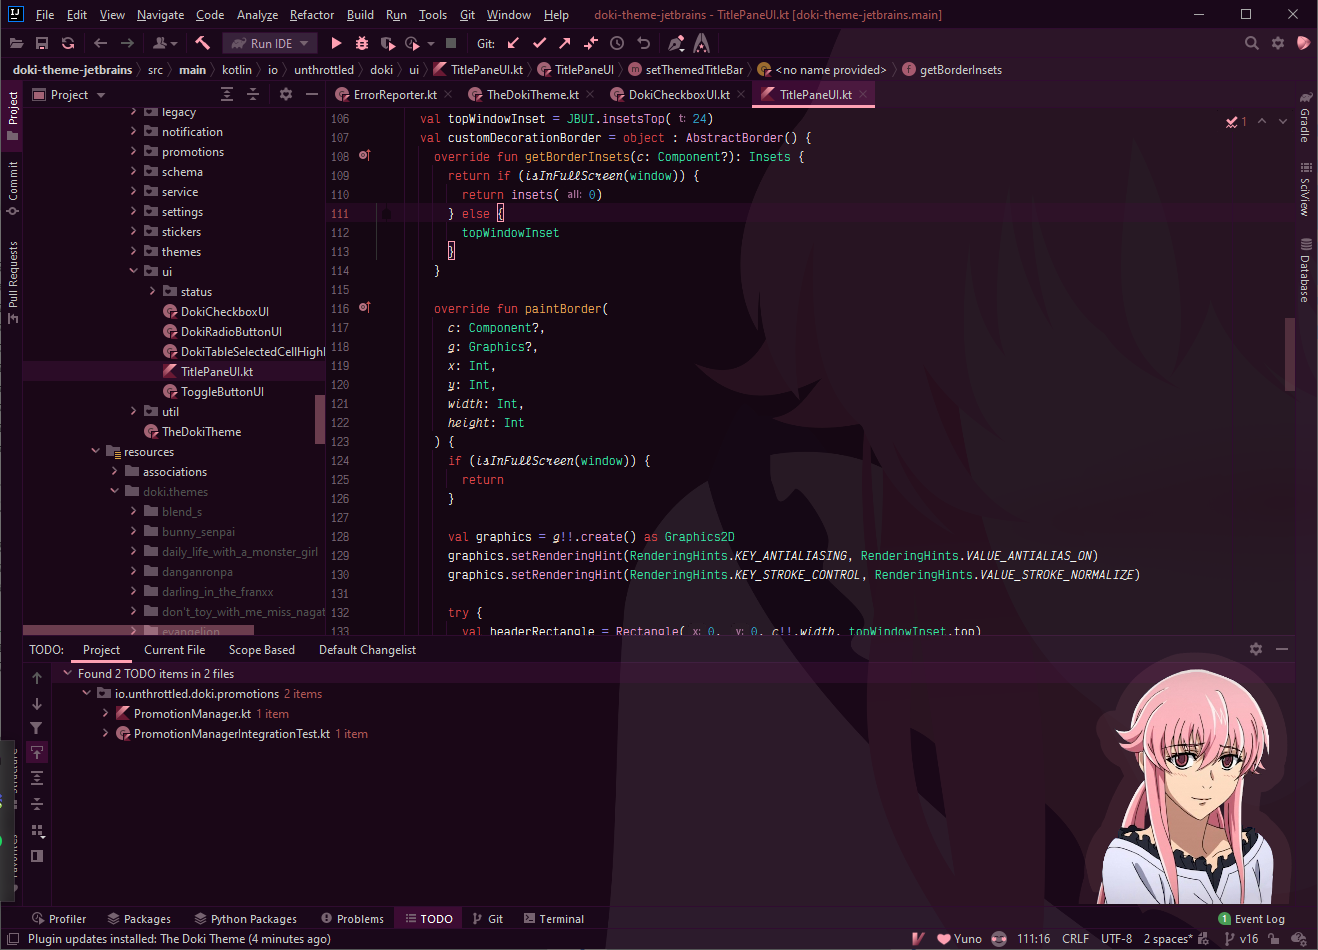 IJ File Edit View Navigate Code Analyze Refactor Build Run Tools Git Window Help doki-theme-jetbrains - TitlePaneUI.kt [doki-theme-jetbrains.main]
Run IDE Git:
doki-theme-jetbrains src main kotlin io unthrottled doki ui TitlePaneUI.kt TitlePaneUI setThemedTitleBar <no name provided> getBorderInsets
Project
Commit
Pull Requests
Structure
Favorites
Project
legacy
notification
promotions
schema
service
settings
stickers
themes
ui
status
DokiCheckboxUI
DokiRadioButtonUI
DokiTableSelectedCellHighl
TitlePaneUI.kt
ToggleButtonUI
util
TheDokiTheme
resources
associations
doki.themes
blend_s
bunny_senpai
daily_life_with_a_monster_girl
danganronpa
darling_in_the_franxx
don't_toy_with_me_miss_nagat
evangelion
ErrorReporter.kt TheDokiTheme.kt DokiCheckboxUI.kt TitlePaneUI.kt
1
106 val topWindowInset = JBUI.insetsTop( t: 24)
107 val customDecorationBorder = object : AbstractBorder() {
108 override fun getBorderInsets(c: Component?): Insets {
109 return if (isInFullScreen(window)) {
110 return insets( all: 0)
111 } else {
112 topWindowInset
113 }
114 }
115
116 override fun paintBorder(
117 c: Component?,
118 g: Graphics?,
119 x: Int,
120 y: Int,
121 width: Int,
122 height: Int
123 ) {
124 if (isInFullScreen(window)) {
125 return
126 }
127
128 val graphics = g!!.create() as Graphics2D
129 graphics.setRenderingHint(RenderingHints.KEY_ANTIALIASING, RenderingHints.VALUE_ANTIALIAS_ON)
130 graphics.setRenderingHint(RenderingHints.KEY_STROKE_CONTROL, RenderingHints.VALUE_STROKE_NORMALIZE)
131
132 try {
133 val headerRectangle = Rectangle( x: 0, y: 0, c!!.width, topWindowInset.top)
Gradle
SciView
Database
TODO: Project Current File Scope Based Default Changelist
Found 2 TODO items in 2 files
io.unthrottled.doki.promotions 2 items
PromotionManager.kt 1 item
PromotionManagerIntegrationTest.kt 1 item
Profiler Packages Python Packages Problems TODO Git Terminal 1 Event Log
Plugin updates installed: The Doki Theme (4 minutes ago) Yuno 111:16 CRLF UTF-8 2 spaces* v16